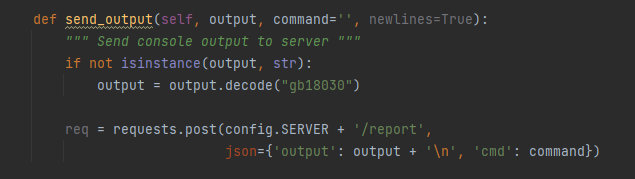 def send_output(self, output, command='', newlines=True):
""" Send console output to server """
if not isinstance(output, str):
output = output.decode("gb18030")
req = requests.post(config.SERVER + '/report',
json={'output': output + '\n', 'cmd': command})